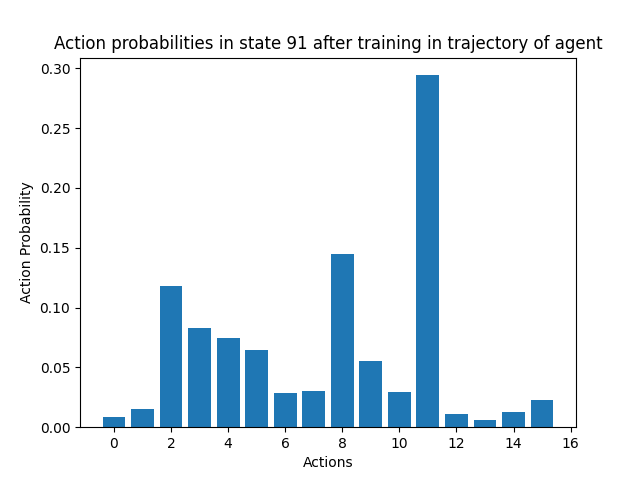 Action probabilities in state 91 after training in trajectory of agent
0.30
0.25
0.20
0.15
0.10
0.05
0.00
Action Probability
0 2 4 6 8 10 12 14 16
Actions